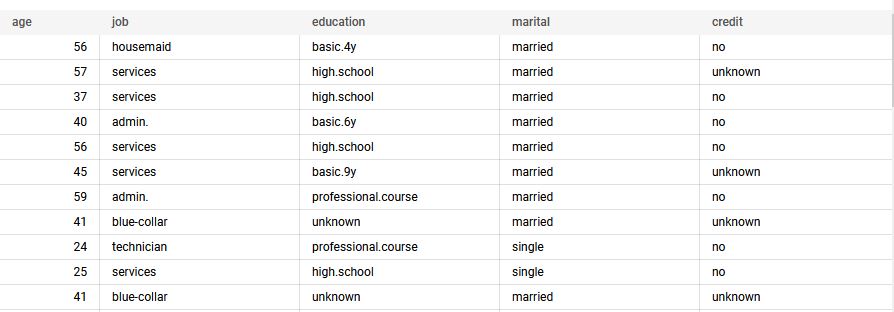 age job education marital credit
56 housemaid basic.4y married no
57 services high.school married unknown
37 services high.school married no
40 admin. basic.6y married no
56 services high.school married no
45 services basic.9y married unknown
59 admin. professional.course married no
41 blue-collar unknown married unknown
24 technician professional.course single no
25 services high.school single no
41 blue-collar unknown married unknown